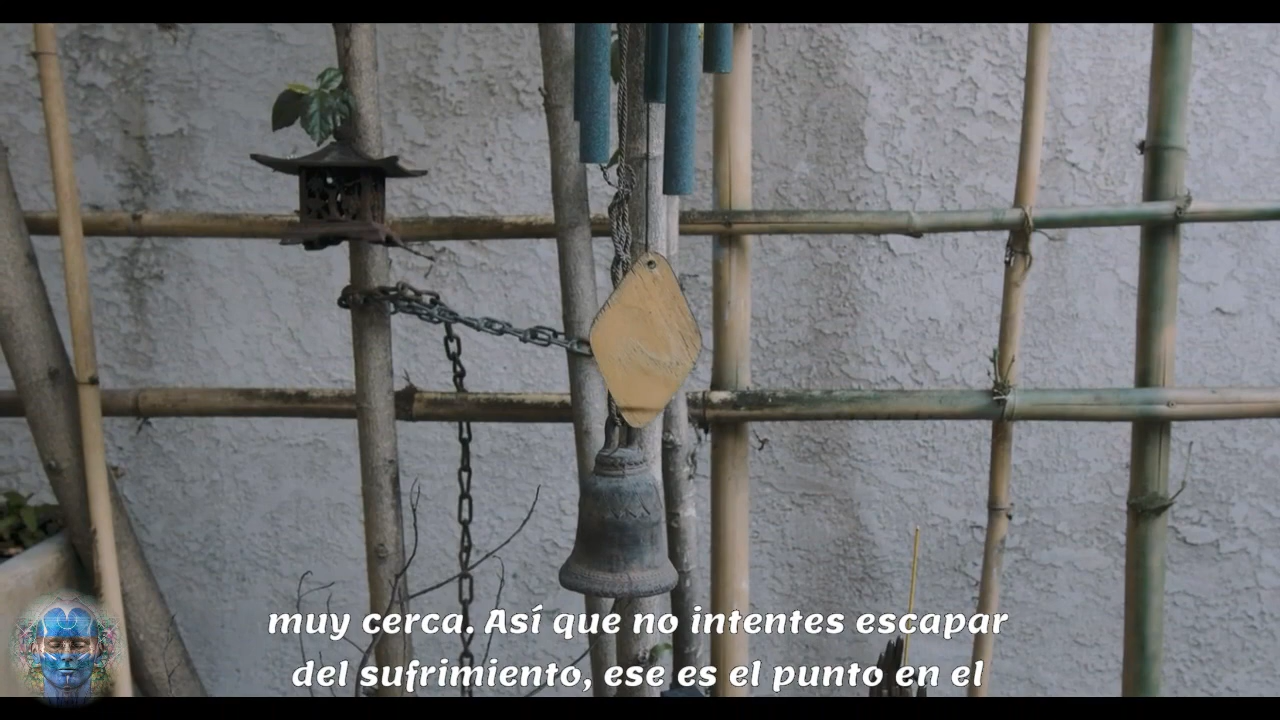 muy cerca. Así que no intentes escapar
del sufrimiento, ese es el punto en el